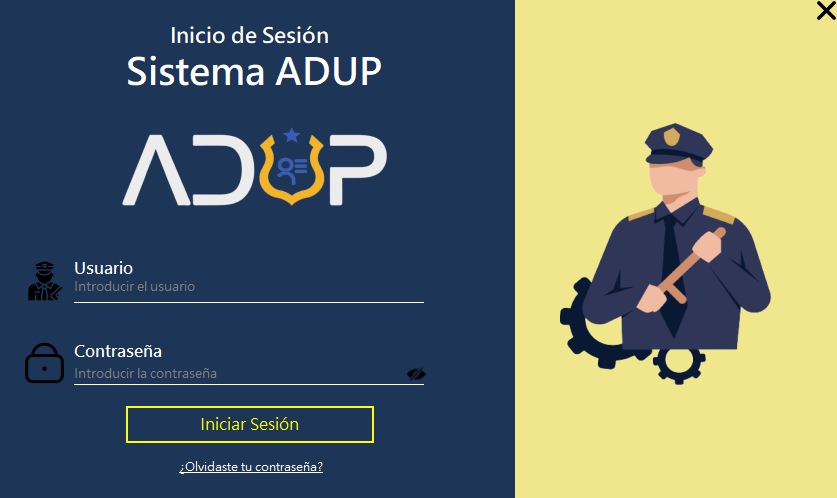 Inicio de Sesión
Sistema ADUP
ADUP
Usuario
Introducir el usuario
Contraseña
Introducir la contraseña
Iniciar Sesión
¿Olvidaste tu contraseña?